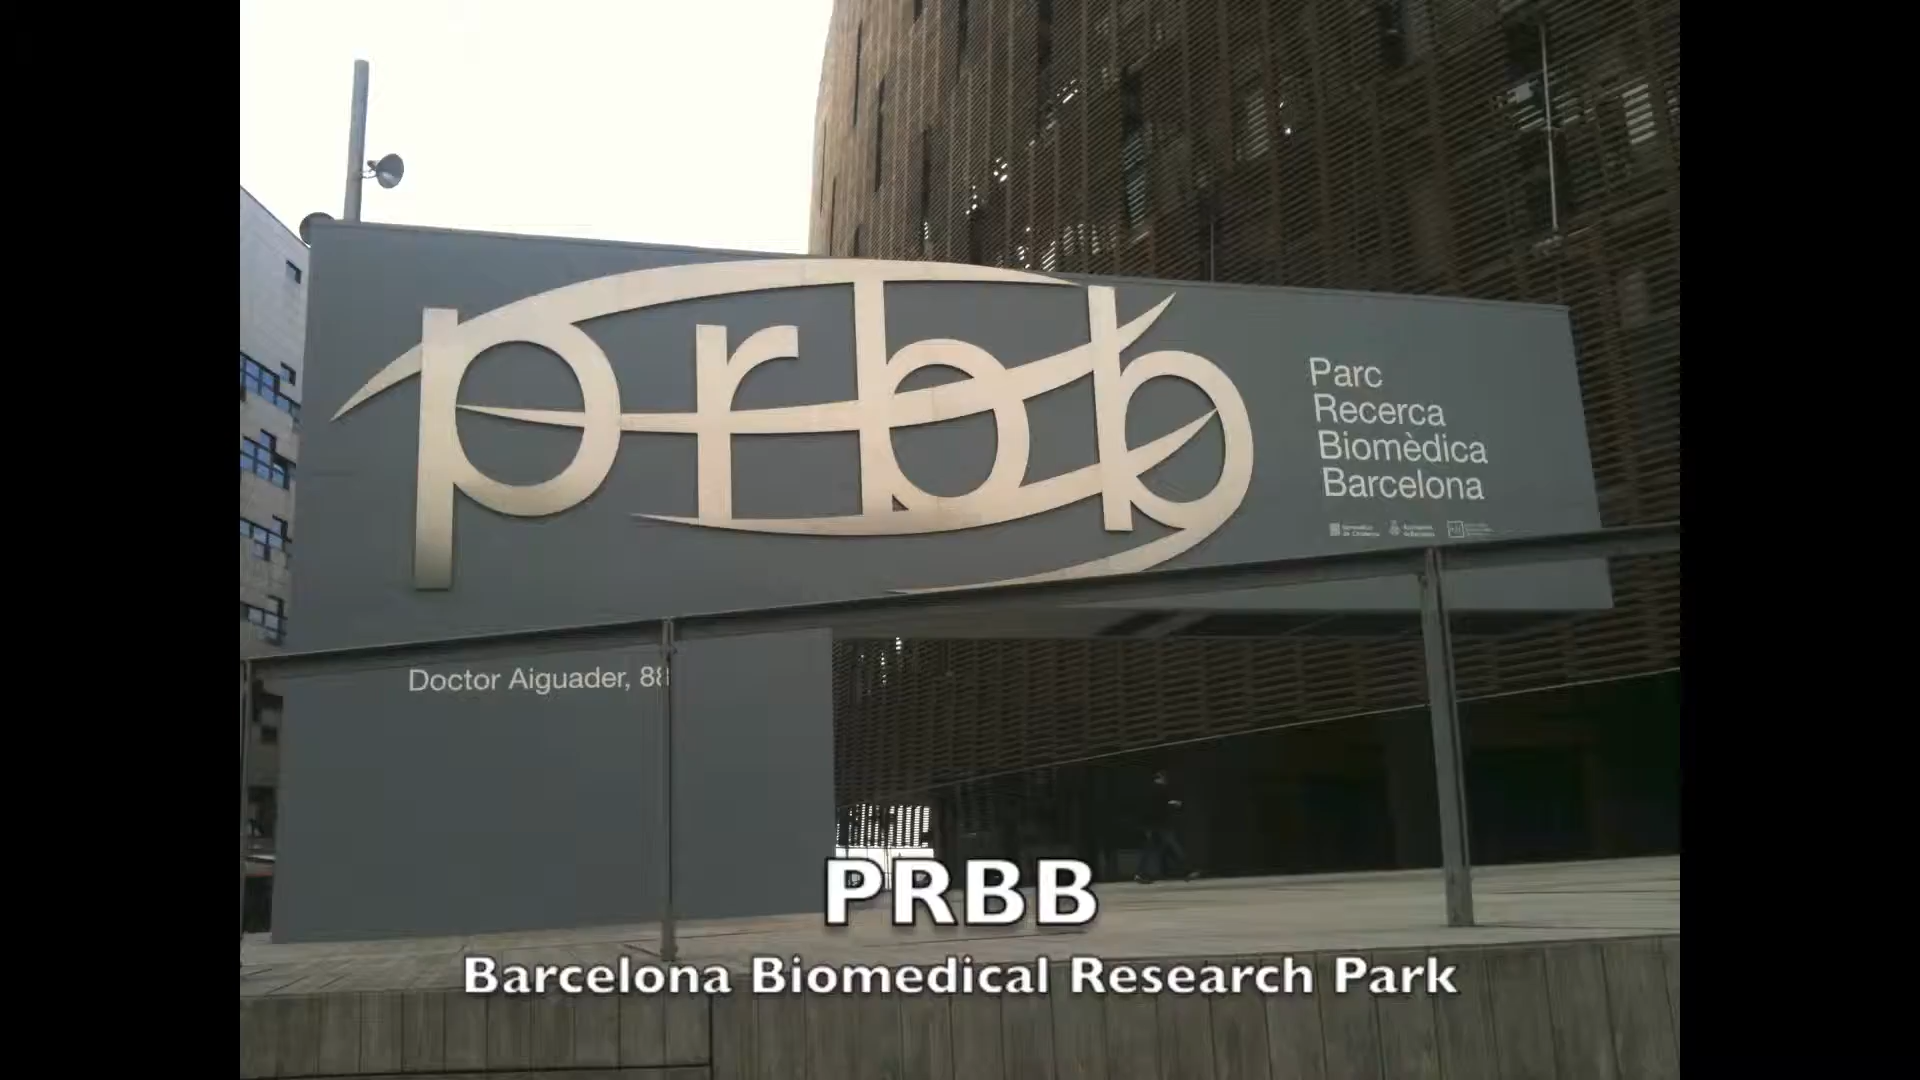 prbb
Parc
Recerca
Biomèdica
Barcelona
Doctor Aiguader, 88
PRBB
Barcelona Biomedical Research Park